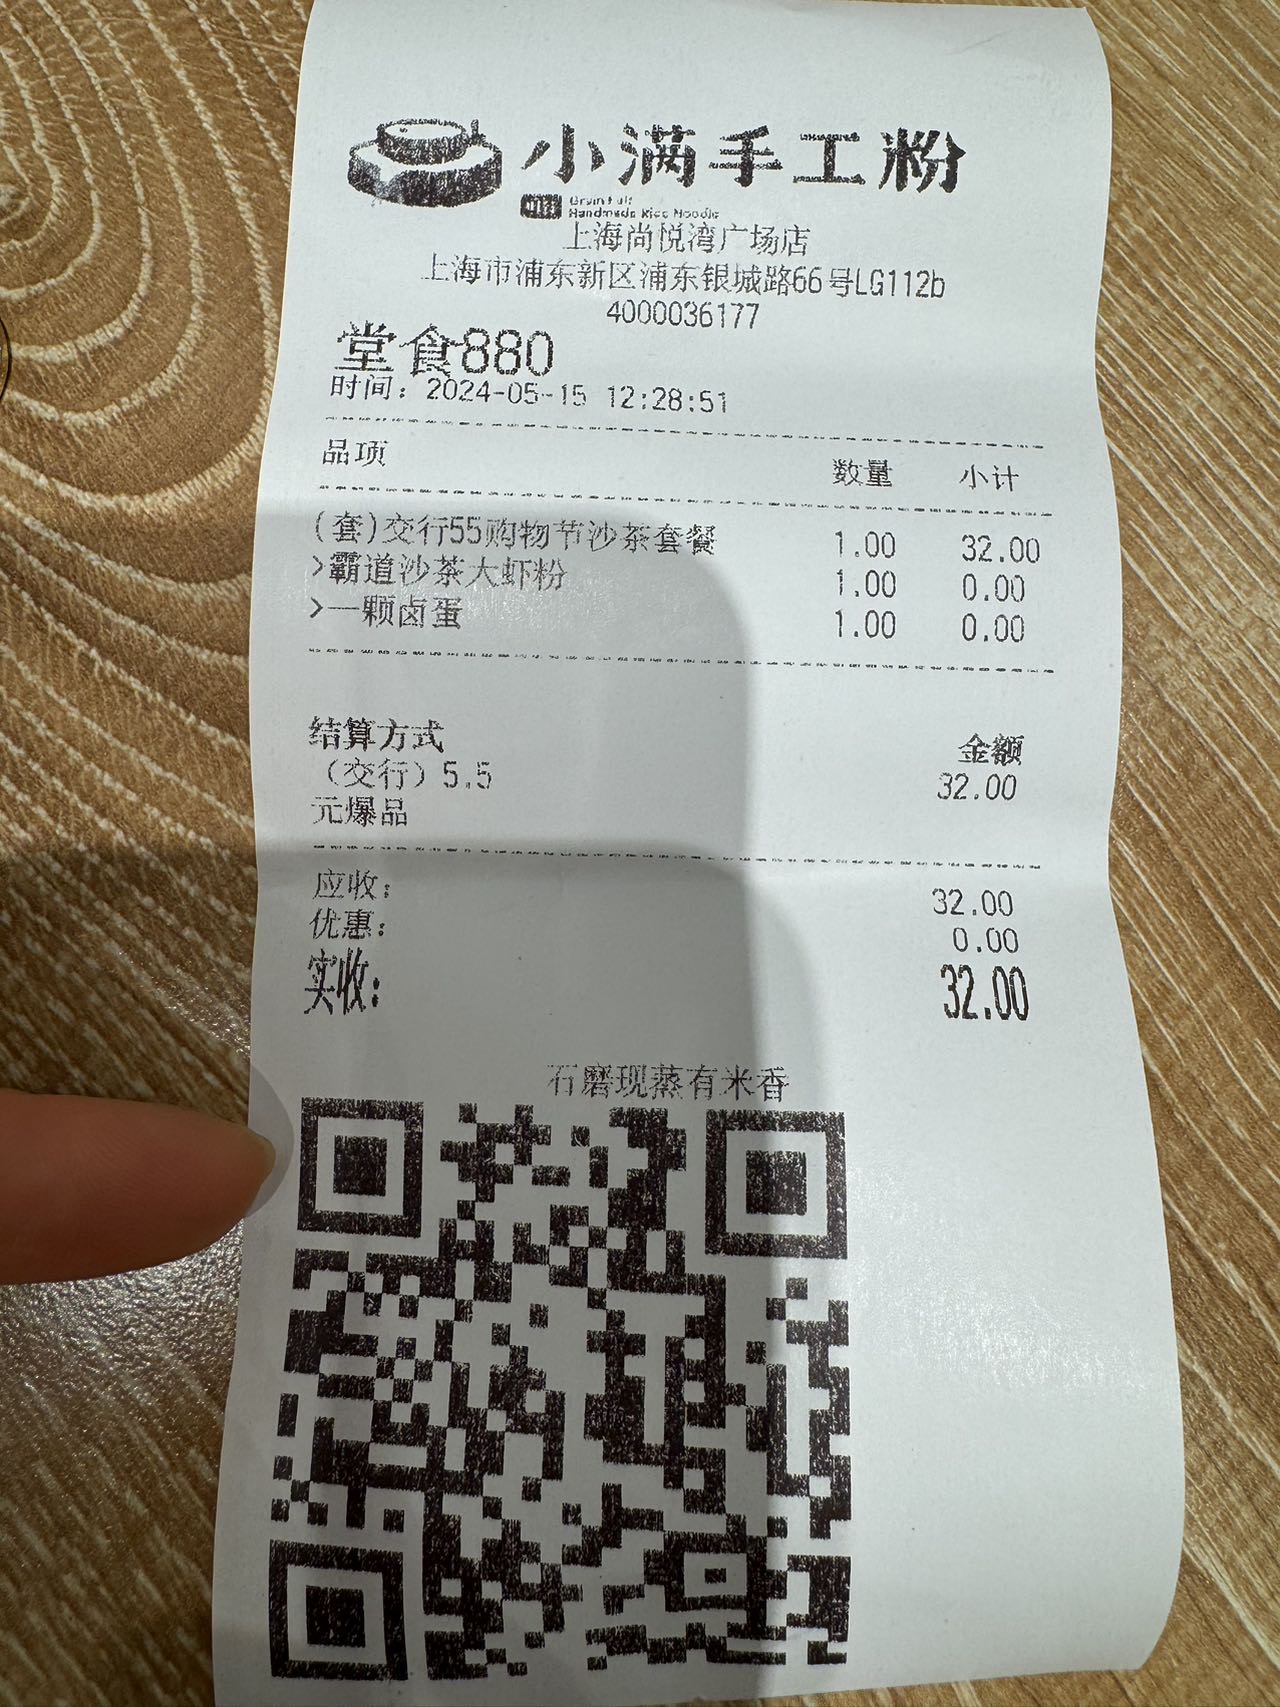 小满手工粉
Handmade Rice Noodle
上海尚悦湾广场店
上海市浦东新区浦东银城路66号LG112b
4000036177
堂食880
时间：2024-05-15 12:28:51
品项 数量 小计
(套)交行55购物节沙茶套餐 1.00 32.00
>霸道沙茶大虾粉 1.00 0.00
>一颗卤蛋 1.00 0.00
结算方式 金额
（交行）5.5 32.00
元爆品
应收： 32.00
优惠： 0.00
实收： 32.00
石磨现蒸有米香